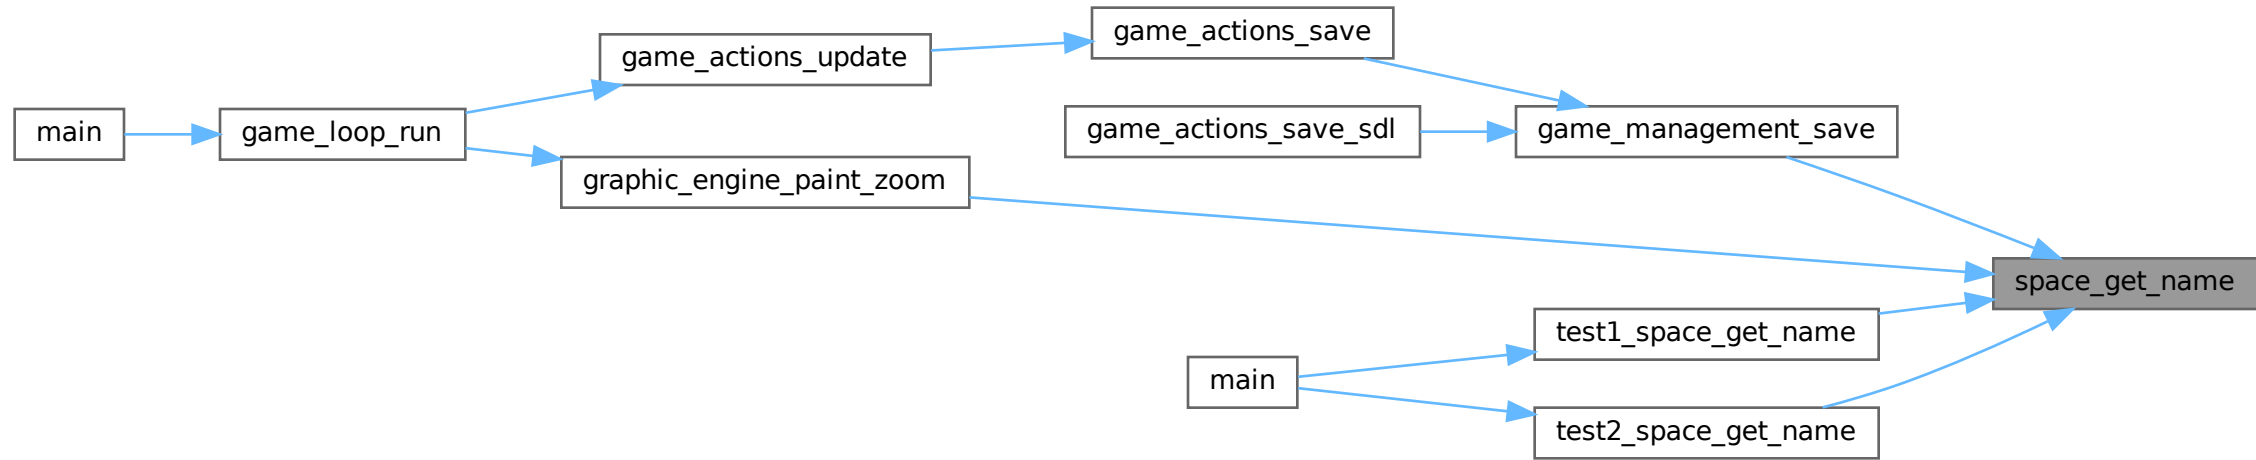 game_actions_save
game_actions_update
main
game_loop_run
game_actions_save_sdl
game_management_save
graphic_engine_paint_zoom
space_get_name
test1_space_get_name
main
test2_space_get_name